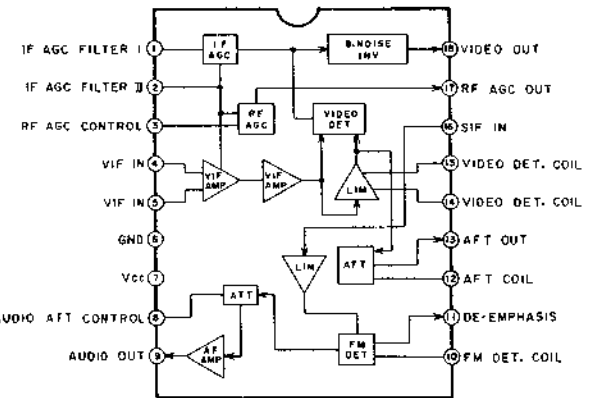 IF AGC FILTER I 1
IF AGC
B.NOISE INV
18 VIDEO OUT
IF AGC FILTER II 2
17 RF AGC OUT
RF AGC CONTROL 3
RF AGC
VIDEO DET
16 SIF IN
VIF IN 4
VIF AMP
VIF AMP
LIM
15 VIDEO DET. COIL
VIF IN 5
14 VIDEO DET. COIL
GND 6
LIM
AFT
13 AFT OUT
Vcc 7
12 AFT COIL
AUDIO AFT CONTROL 8
ATT
11 DE-EMPHASIS
AUDIO OUT 9
AF AMP
FM DET
10 FM DET. COIL